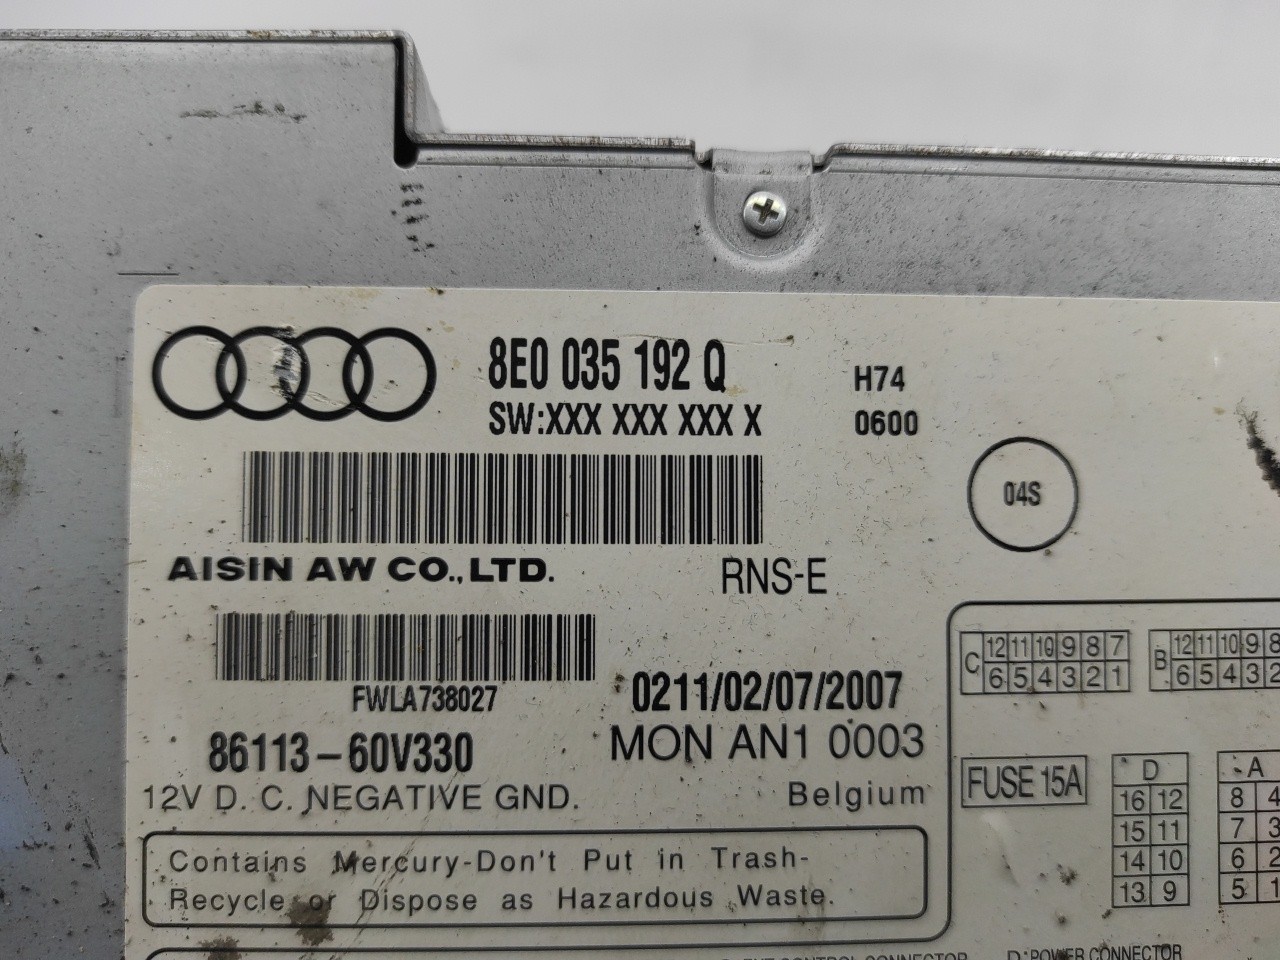 8E0 035 192 Q
SW:XXX XXX XXX X
H74
0600
04S
AISIN AW CO.,LTD.
RNS-E
FWLA738027
0211/02/07/2007
86113-60V330
MON AN1 0003
12V D. C. NEGATIVE GND.
Belgium
Contains Mercury-Don't Put in Trash-
Recycle or Dispose as Hazardous Waste.
C
12 11 10 9 8 7
6 5 4 3 2 1
B
12 11 10 9 8
6 5 4 3 2
FUSE 15A
D
16 12
15 11
14 10
13 9
A
8 4
7 3
6 2
5 1
CONTROL CONNECTOR
D:POWER CONNECTOR